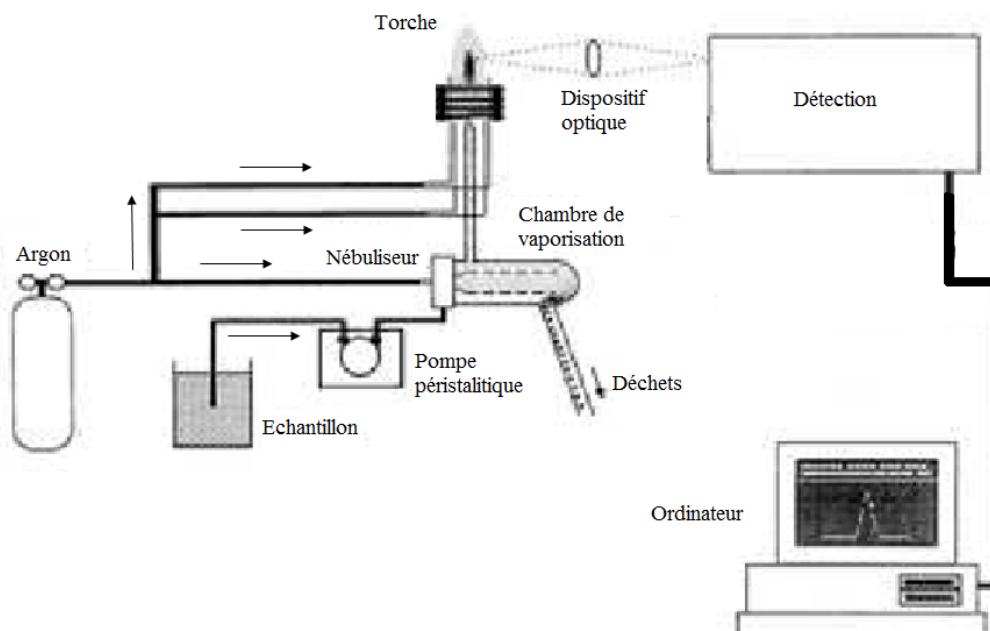 Torche
Dispositif
optique
Détection
Chambre de
vaporisation
Argon
Nébuliseur
Pompe
péristalitique
Déchets
Echantillon
Ordinateur